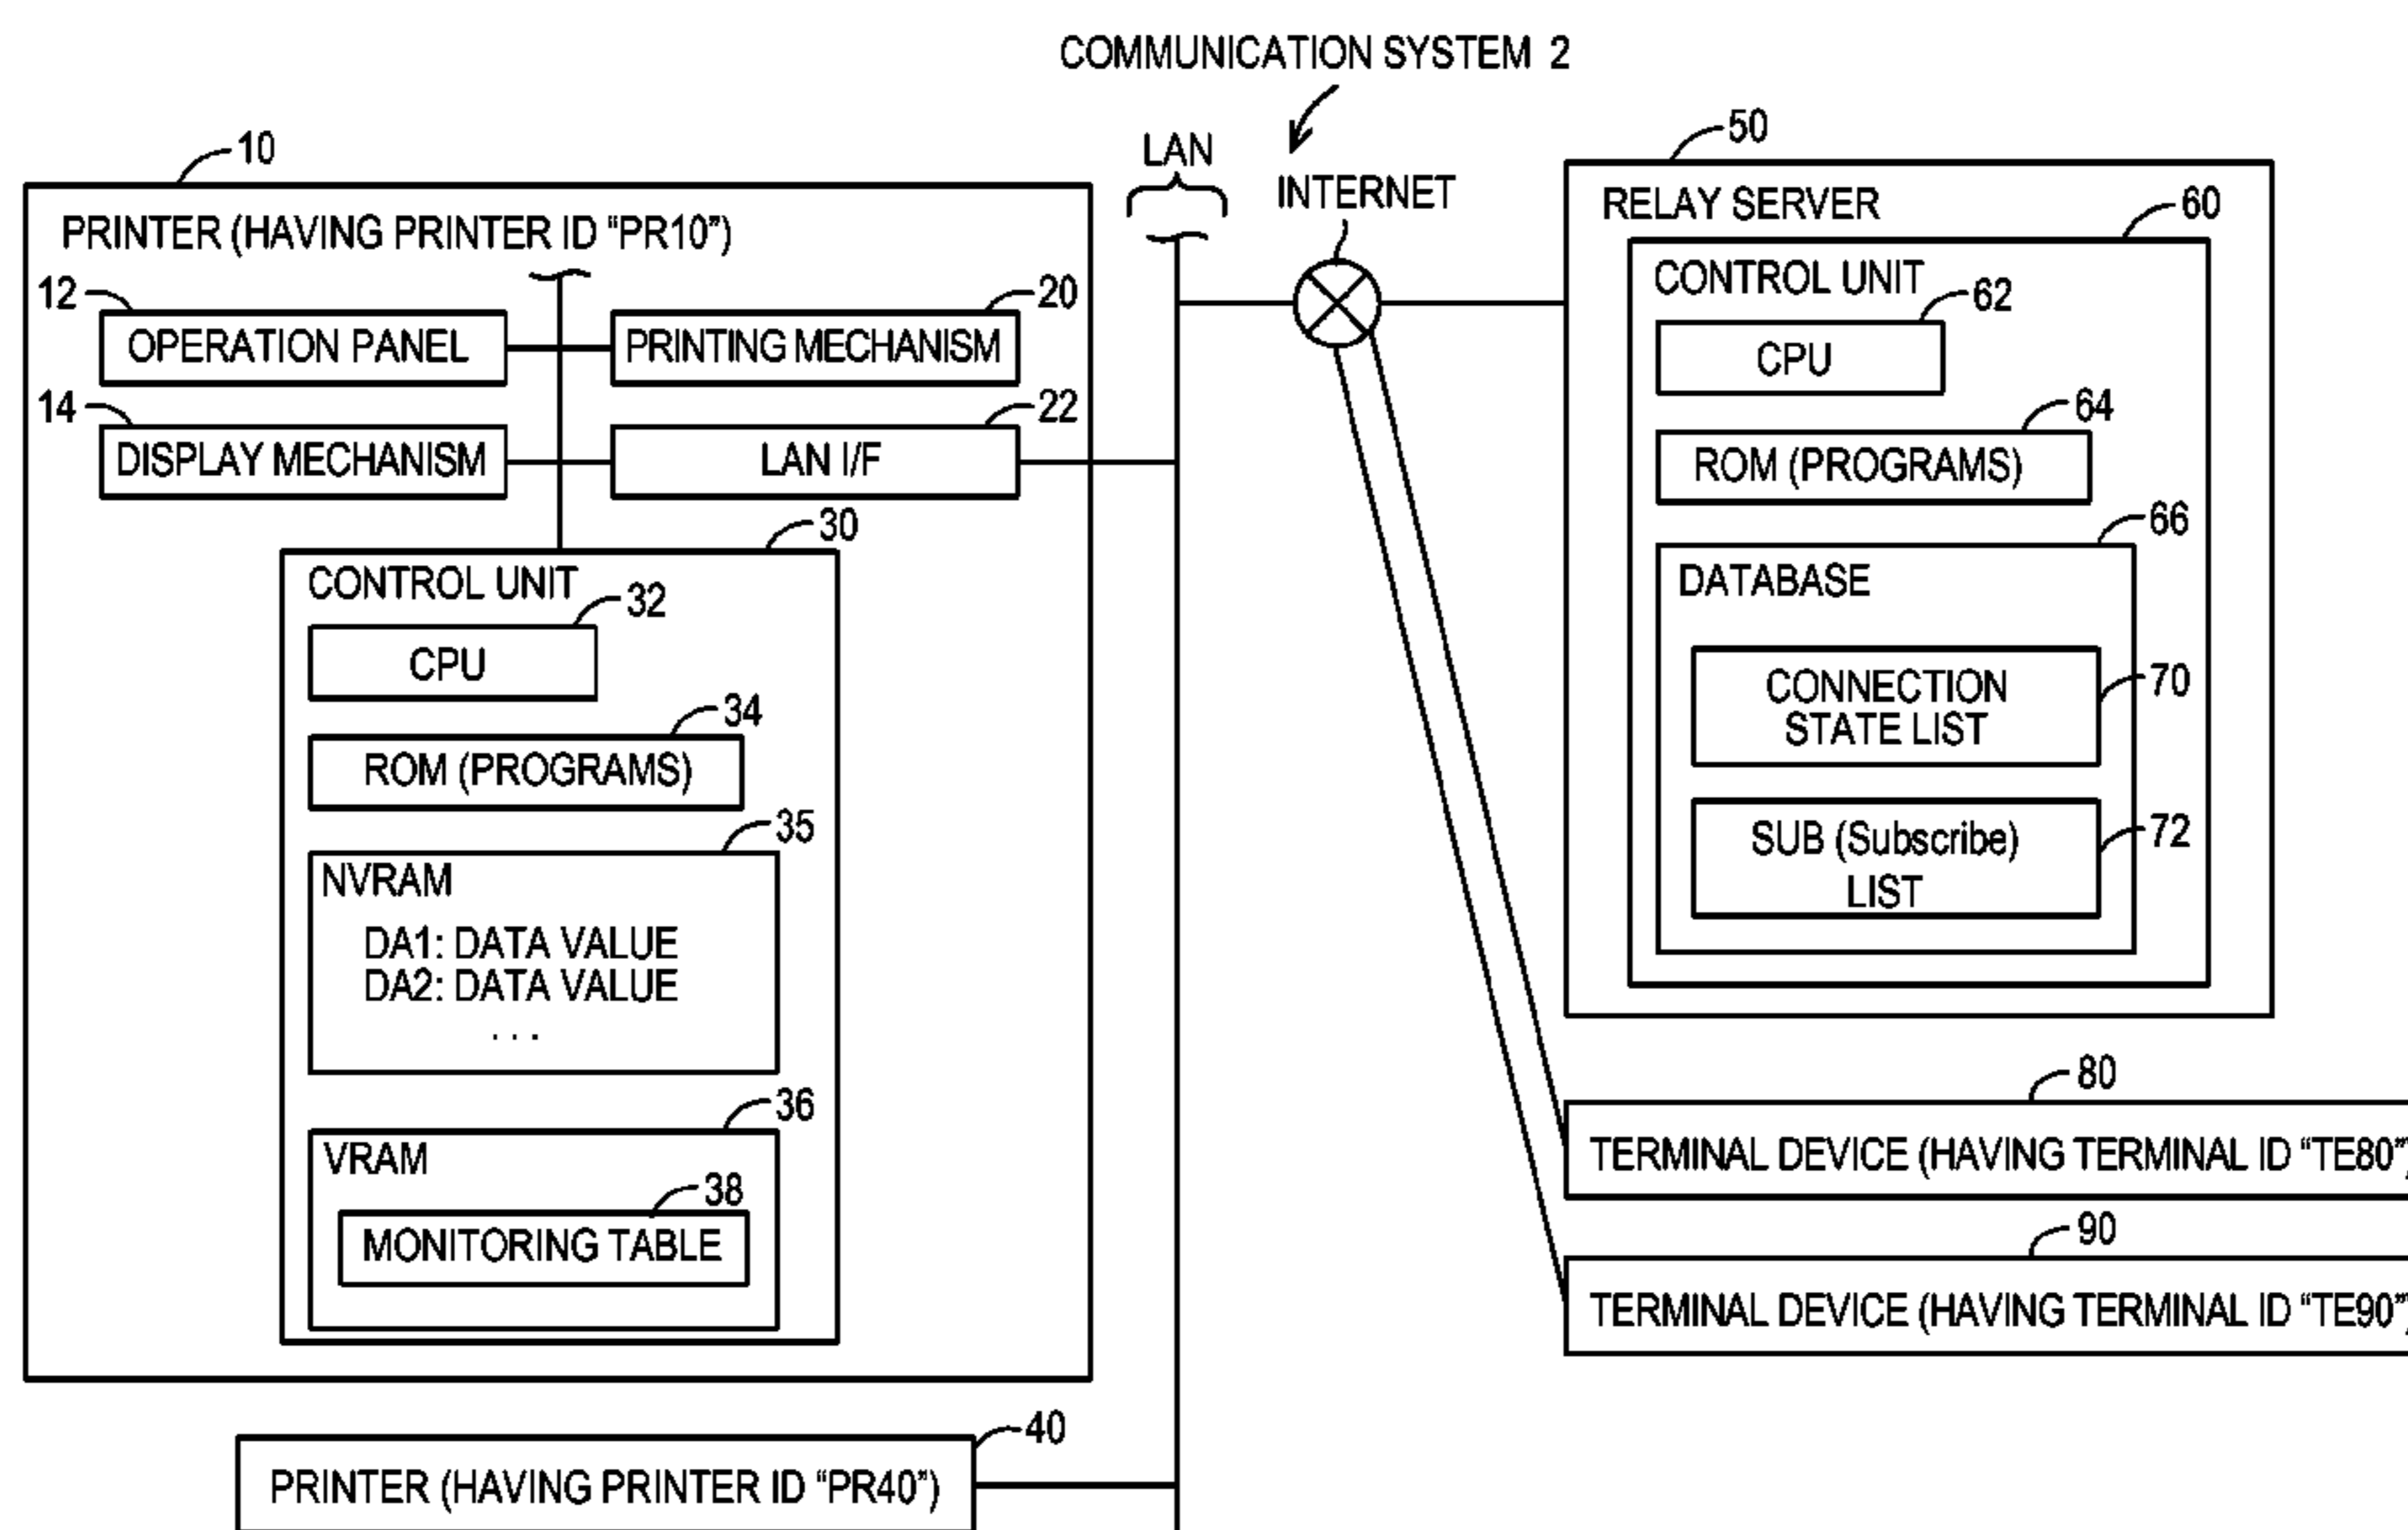 COMMUNICATION SYSTEM 2
LAN
INTERNET
10
PRINTER (HAVING PRINTER ID “PR10”)
12
OPERATION PANEL
20
PRINTING MECHANISM
14
DISPLAY MECHANISM
22
LAN I/F
30
CONTROL UNIT
32
CPU
34
ROM (PROGRAMS)
35
NVRAM
DA1: DATA VALUE
DA2: DATA VALUE
. . .
36
VRAM
38
MONITORING TABLE
40
PRINTER (HAVING PRINTER ID “PR40”)
50
RELAY SERVER
60
CONTROL UNIT
62
CPU
64
ROM (PROGRAMS)
66
DATABASE
CONNECTION
STATE LIST
70
SUB (Subscribe)
LIST
72
80
TERMINAL DEVICE (HAVING TERMINAL ID “TE80”)
90
TERMINAL DEVICE (HAVING TERMINAL ID “TE90”)